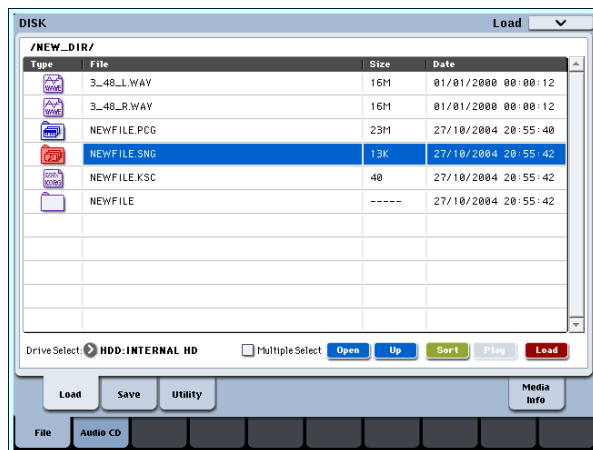 DISK Load
/NEW_DIR/
Type File Size Date
WAVE 3_48_L.WAV 16M 01/01/2000 00:00:12
WAVE 3_48_R.WAV 16M 01/01/2000 00:00:12
NEWFILE.PCG 23M 27/10/2004 20:55:40
NEWFILE.SNG 13K 27/10/2004 20:55:42
KORG NEWFILE.KSC 40 27/10/2004 20:55:42
NEWFILE ----- 27/10/2004 20:55:42
Drive Select: HDD:INTERNAL HD Multiple Select Open Up Sort Play Load
Load Save Utility Media Info
File Audio CD